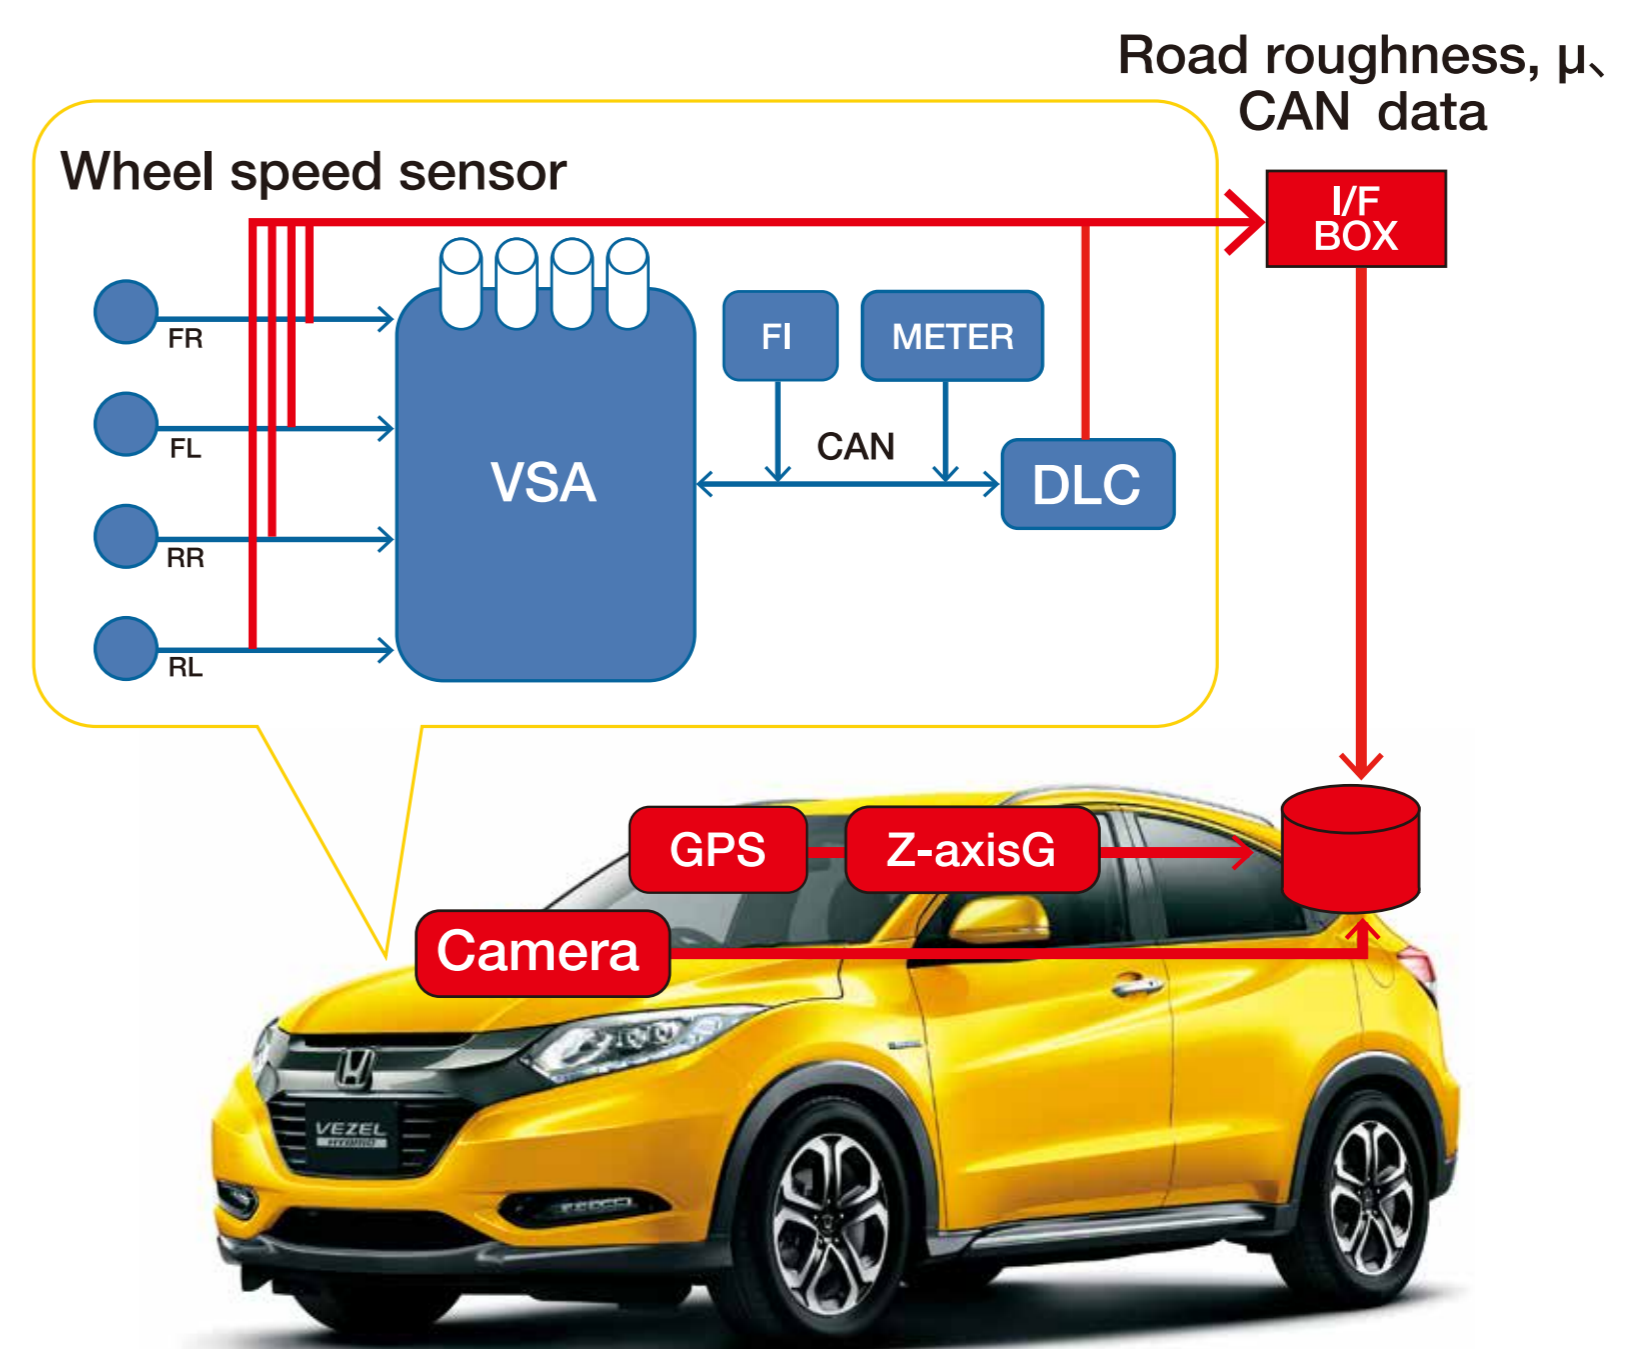 Road roughness, μ、
CAN data
Wheel speed sensor
I/F
BOX
FR
FL
RR
RL
VSA
FI
METER
CAN
DLC
GPS
Z-axisG
Camera
VEZEL
HYBRID